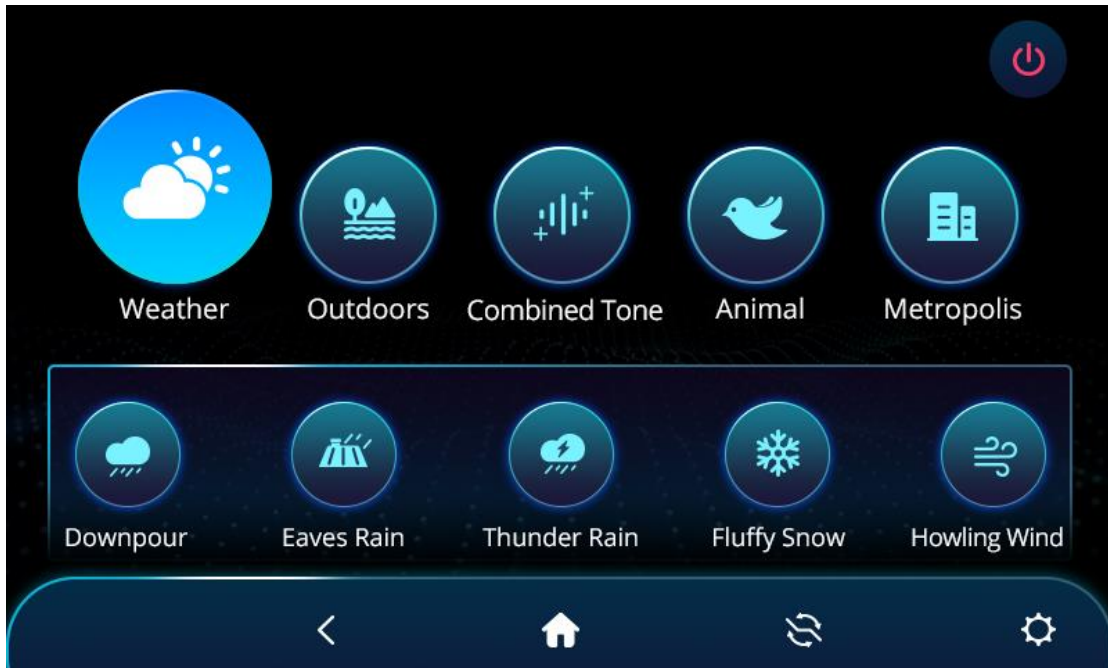 Weather
Outdoors
Combined Tone
Animal
Metropolis
Downpour
Eaves Rain
Thunder Rain
Fluffy Snow
Howling Wind